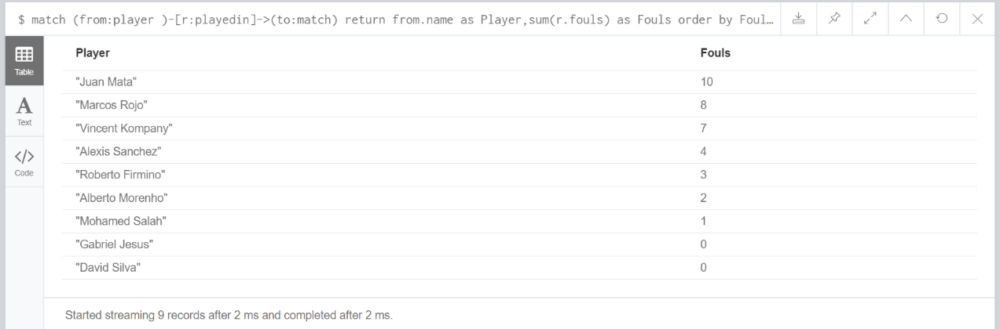 $ match (from:player )-[r:playedin]->(to:match) return from.name as Player,sum(r.fouls) as Fouls order by Foul…
Table
Text
Code
Player Fouls
"Juan Mata" 10
"Marcos Rojo" 8
"Vincent Kompany" 7
"Alexis Sanchez" 4
"Roberto Firmino" 3
"Alberto Morenho" 2
"Mohamed Salah" 1
"Gabriel Jesus" 0
"David Silva" 0
Started streaming 9 records after 2 ms and completed after 2 ms.